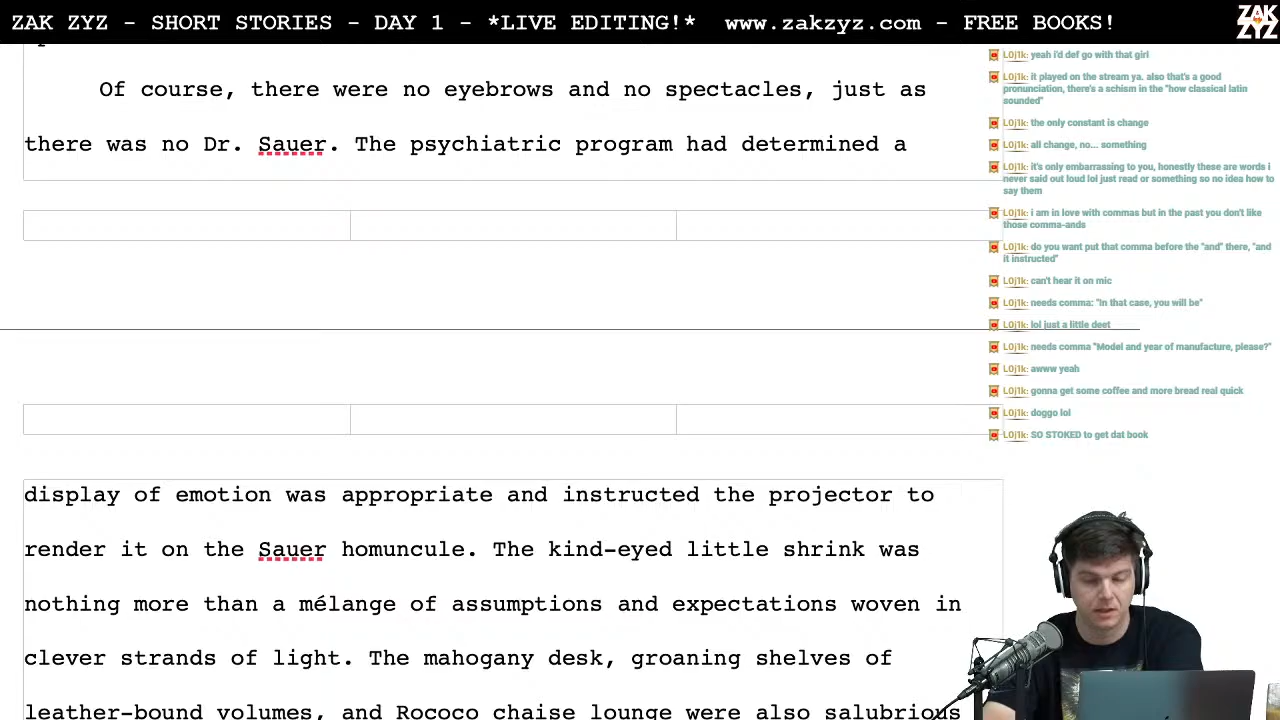 ZAK ZYZ - SHORT STORIES - DAY 1 - *LIVE EDITING!* www.zakzyz.com - FREE BOOKS!
ZAK
ZYZ
Of course, there were no eyebrows and no spectacles, just as
there was no Dr. Sauer. The psychiatric program had determined a
display of emotion was appropriate and instructed the projector to
render it on the Sauer homuncule. The kind-eyed little shrink was
nothing more than a mélange of assumptions and expectations woven in
clever strands of light. The mahogany desk, groaning shelves of
leather-bound volumes, and Rococo chaise lounge were also salubrious
L0j1k: yeah i'd def go with that girl
L0j1k: it played on the stream ya. also that's a good
pronunciation, there's a schism in the "how classical latin
sounded"
L0j1k: the only constant is change
L0j1k: all change, no... something
L0j1k: it's only embarrassing to you, honestly these are words i
never said out loud lol just read or something so no idea how to
say them
L0j1k: i am in love with commas but in the past you don't like
those comma-ands
L0j1k: do you want put that comma before the "and" there, "and
it instructed"
L0j1k: can't hear it on mic
L0j1k: needs comma: "In that case, you will be"
L0j1k: lol just a little deet
L0j1k: needs comma "Model and year of manufacture, please?"
L0j1k: awww yeah
L0j1k: gonna get some coffee and more bread real quick
L0j1k: doggo lol
L0j1k: SO STOKED to get dat book